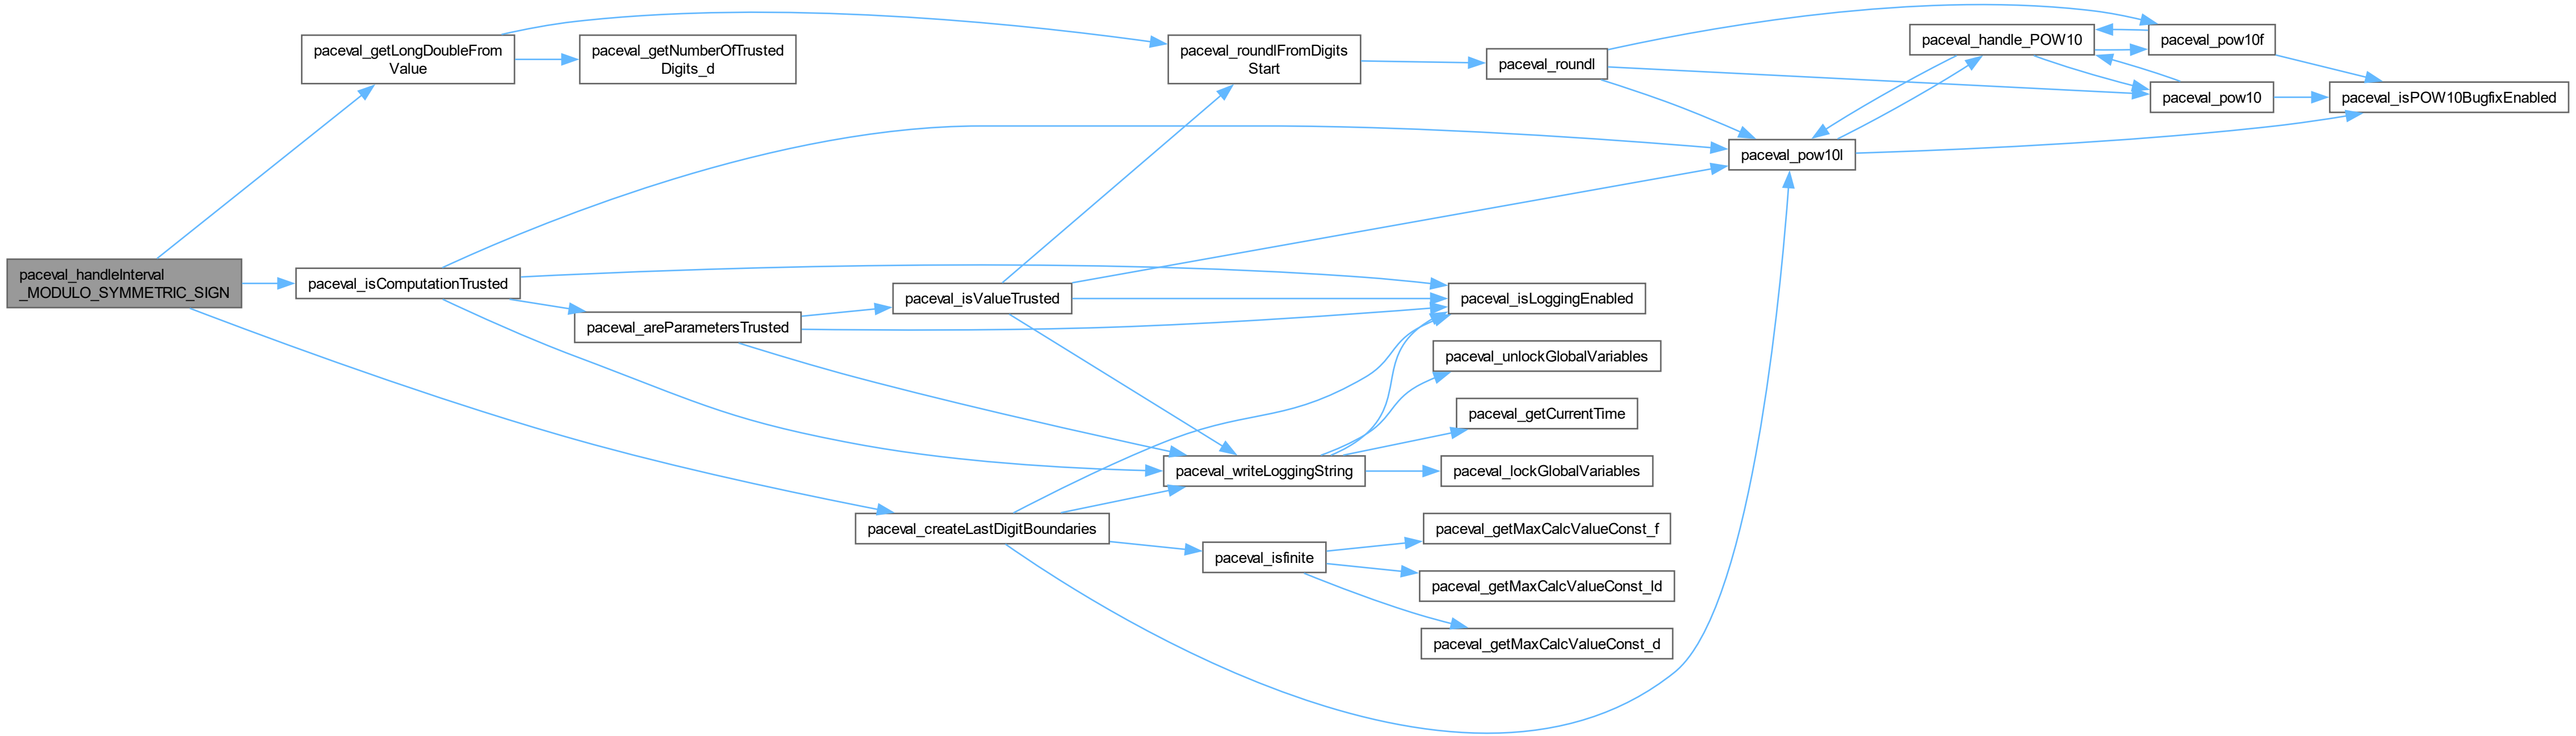 paceval_handleInterval
_MODULO_SYMMETRIC_SIGN
paceval_getLongDoubleFrom
Value
paceval_getNumberOfTrusted
Digits_d
paceval_isComputationTrusted
paceval_areParametersTrusted
paceval_isValueTrusted
paceval_createLastDigitBoundaries
paceval_roundlFromDigits
Start
paceval_writeLoggingString
paceval_isfinite
paceval_roundl
paceval_isLoggingEnabled
paceval_unlockGlobalVariables
paceval_getCurrentTime
paceval_lockGlobalVariables
paceval_getMaxCalcValueConst_f
paceval_getMaxCalcValueConst_ld
paceval_getMaxCalcValueConst_d
paceval_pow10l
paceval_handle_POW10
paceval_pow10f
paceval_pow10
paceval_isPOW10BugfixEnabled